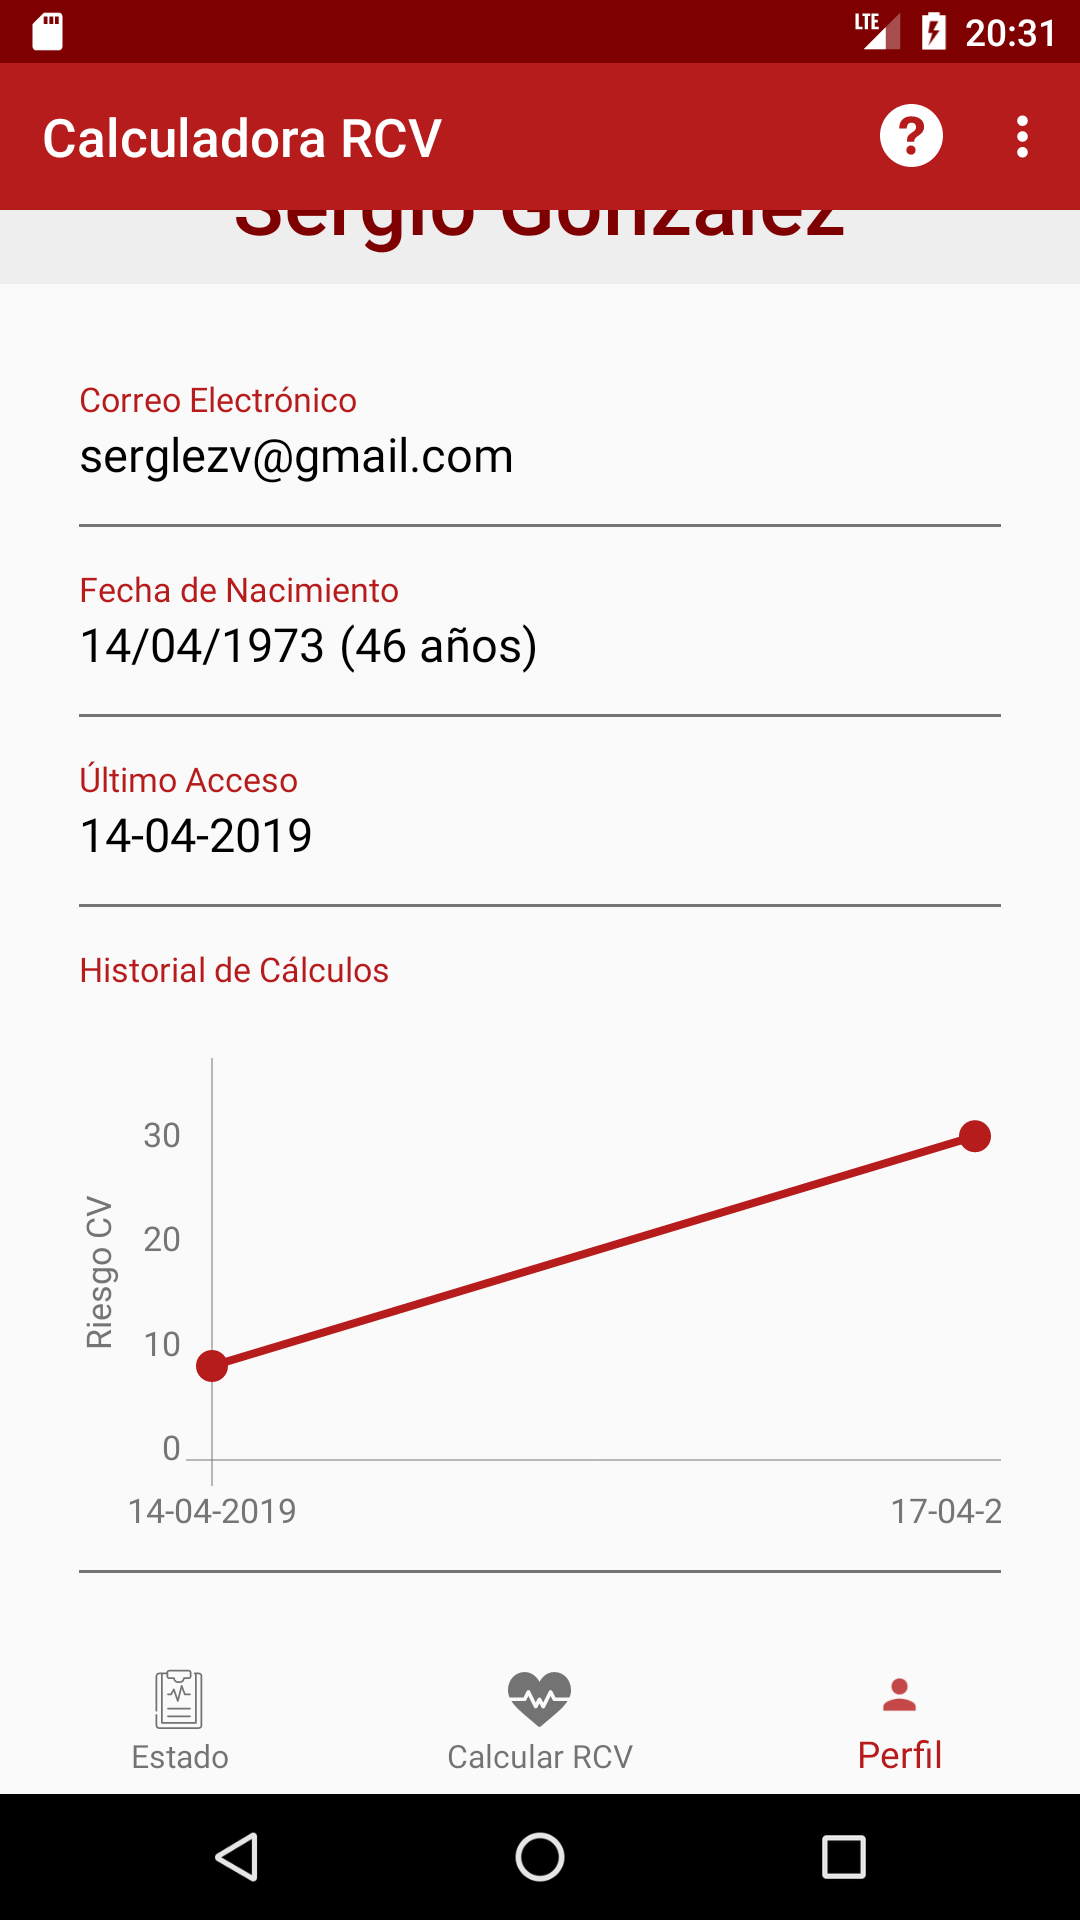 LTE 20:31
Calculadora RCV ?
Sergio González
Correo Electrónico
serglezv@gmail.com
Fecha de Nacimiento
14/04/1973 (46 años)
Último Acceso
14-04-2019
Historial de Cálculos
Riesgo CV
30
20
10
0
14-04-2019 17-04-2
Estado Calcular RCV Perfil